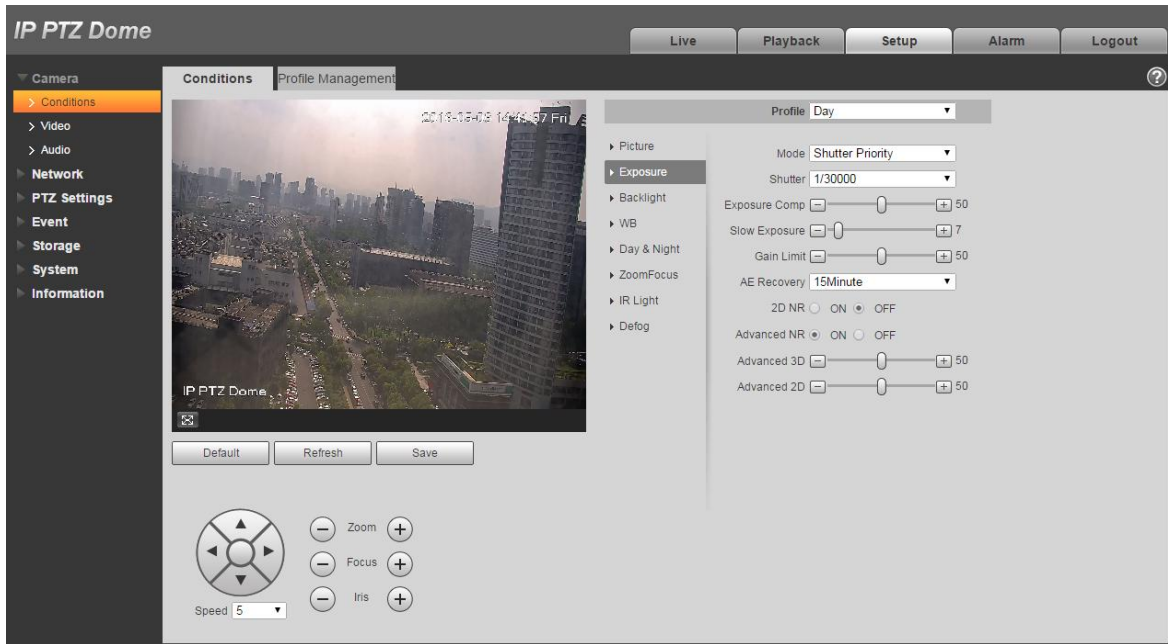 IP PTZ Dome
Live
Playback
Setup
Alarm
Logout
Camera
Conditions
Video
Audio
Network
PTZ Settings
Event
Storage
System
Information
Conditions
Profile Management
?
Fri
IP PTZ Dome
Default
Refresh
Save
Zoom
Focus
Iris
Speed 5
Profile Day
Picture
Exposure
Backlight
WB
Day & Night
ZoomFocus
IR Light
Defog
Mode Shutter Priority
Shutter 1/30000
Exposure Comp 50
Slow Exposure 7
Gain Limit 50
AE Recovery 15Minute
2D NR ON OFF
Advanced NR ON OFF
Advanced 3D 50
Advanced 2D 50